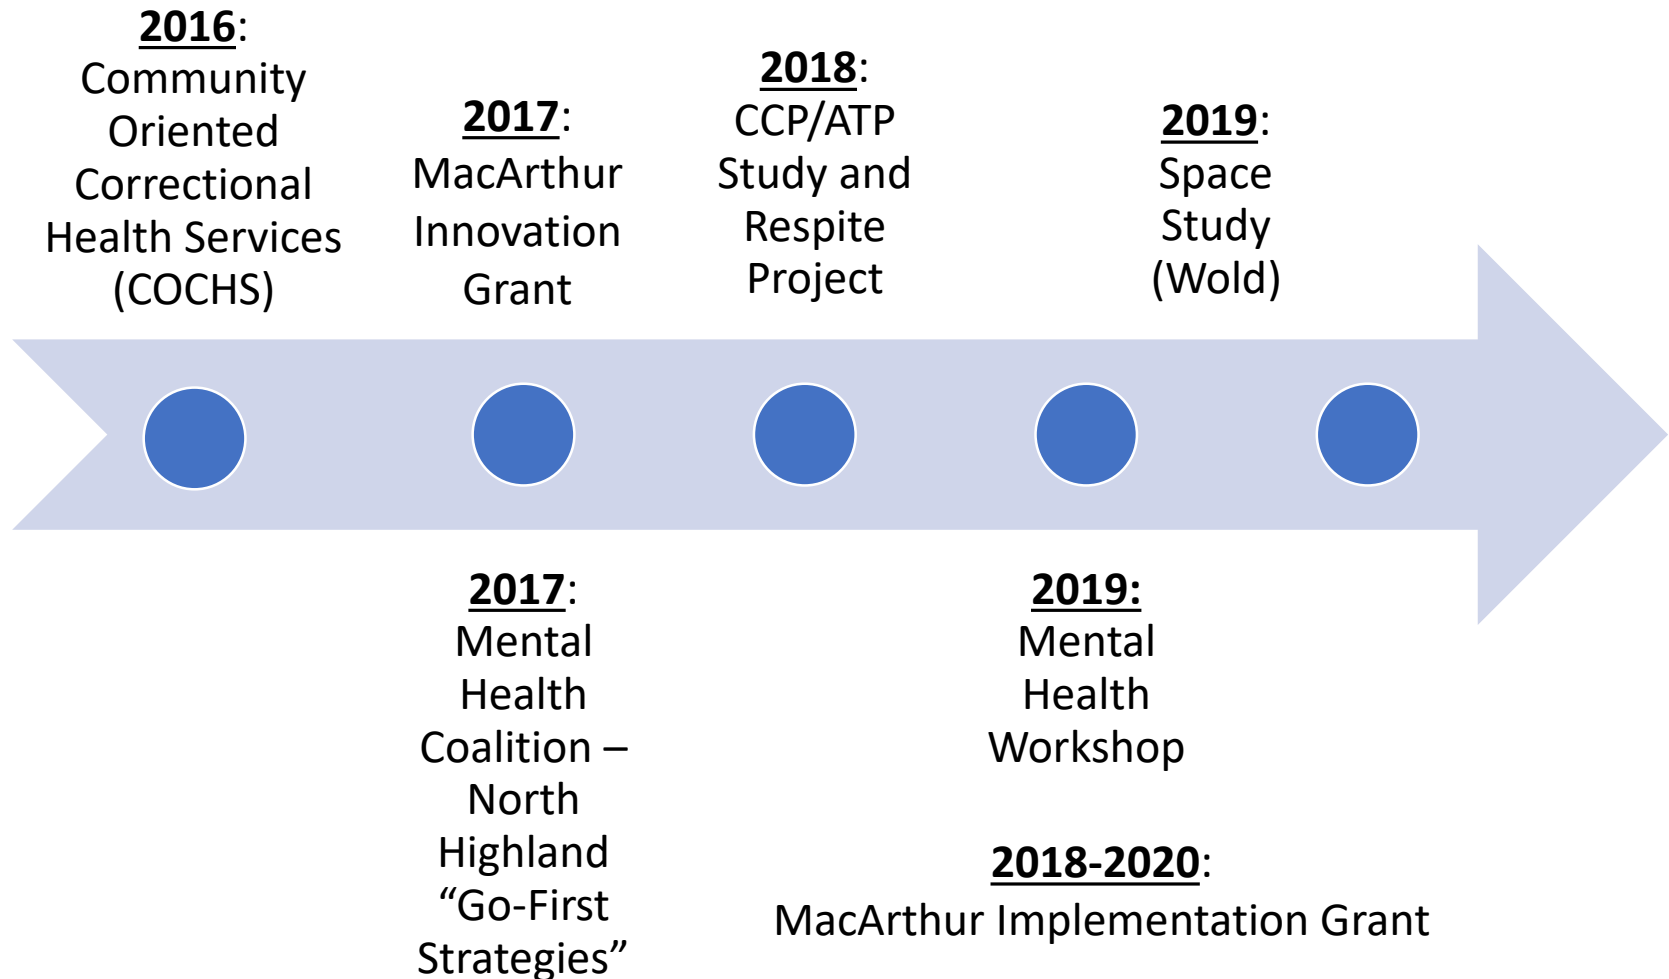 2016:
Community
Oriented
Correctional
Health Services
(COCHS)
2017:
MacArthur
Innovation
Grant
2018:
CCP/ATP
Study and
Respite
Project
2019:
Space
Study
(Wold)
2017:
Mental
Health
Coalition –
North
Highland
“Go-First
Strategies”
2019:
Mental
Health
Workshop
2018-2020:
MacArthur Implementation Grant